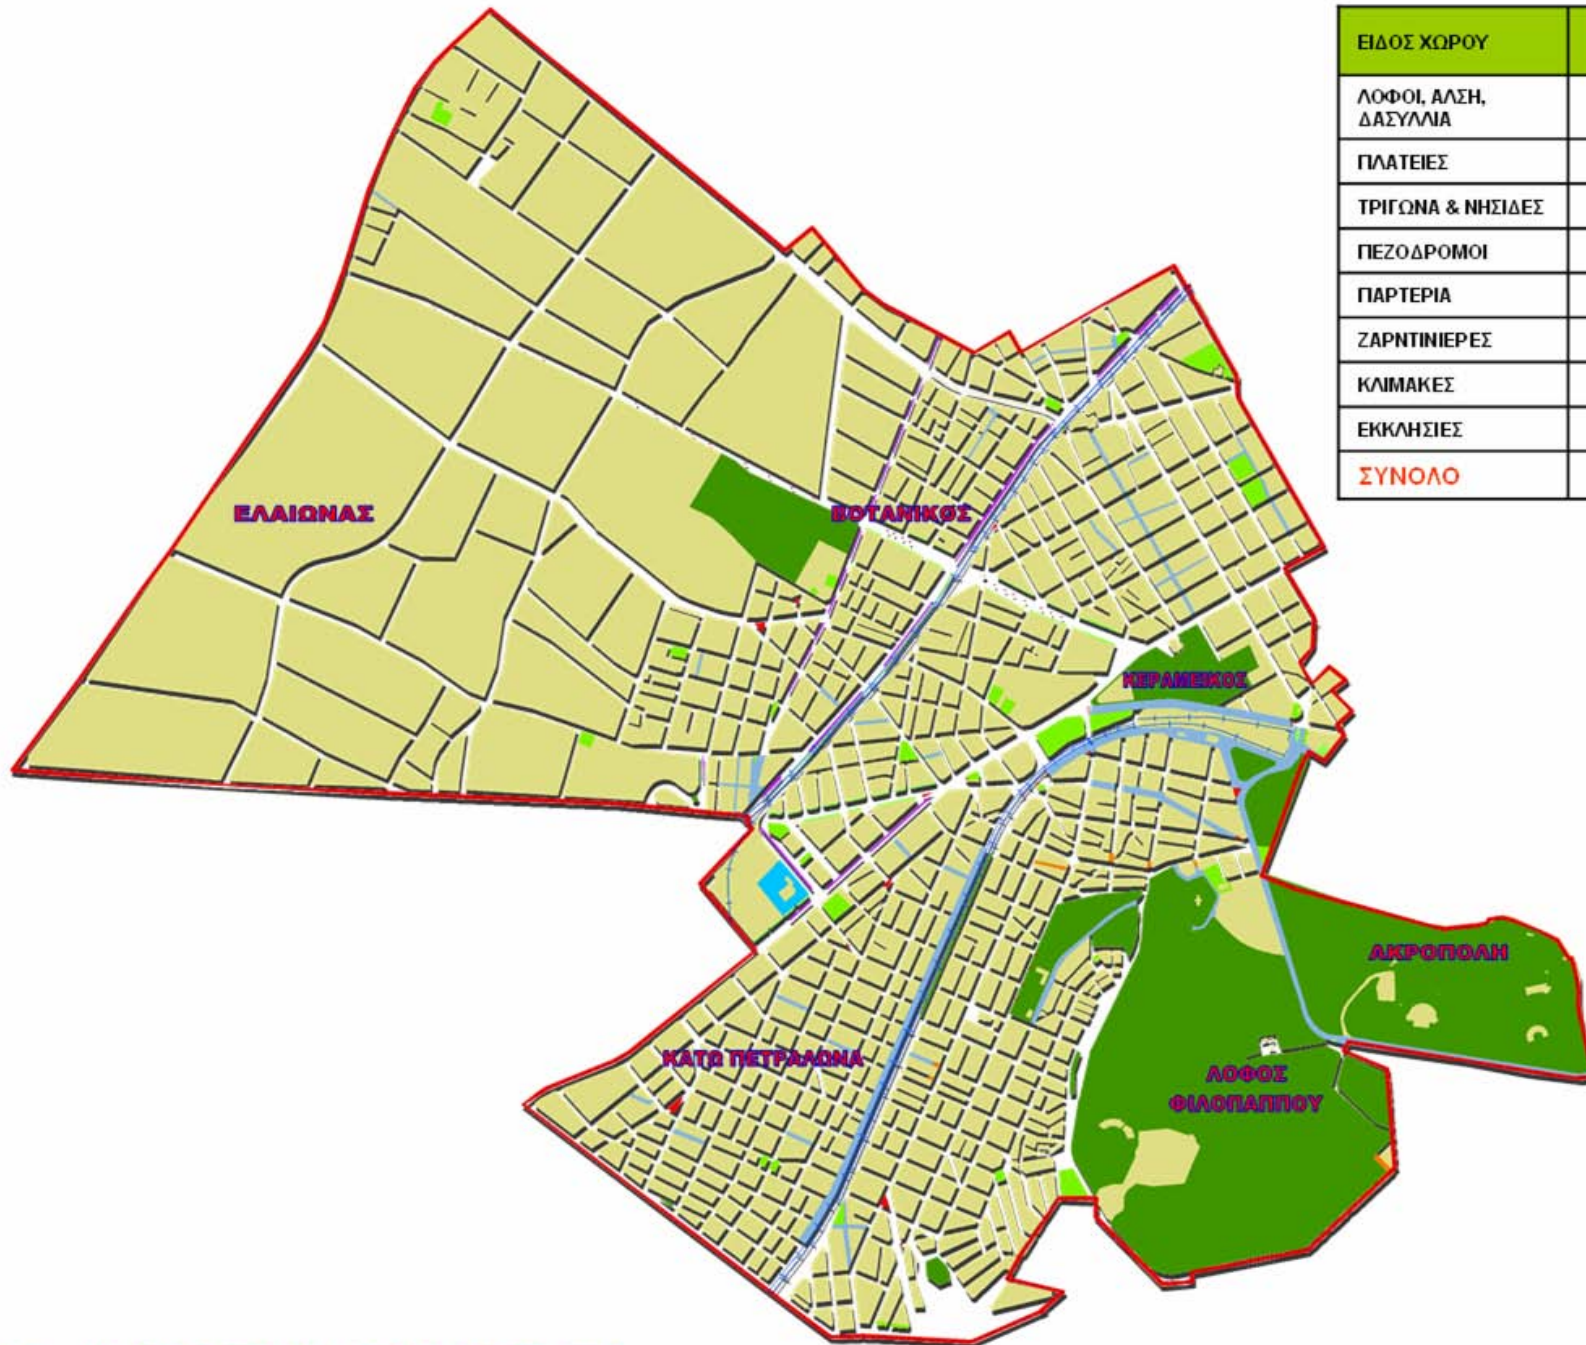 ΕΙΔΟΣ ΧΩΡΟΥ
ΛΟΦΟΙ, ΑΛΣΗ,
ΔΑΣΥΛΛΙΑ
ΠΛΑΤΕΙΕΣ
ΤΡΙΓΩΝΑ & ΝΗΣΙΔΕΣ
ΠΕΖΟΔΡΟΜΟΙ
ΠΑΡΤΕΡΙΑ
ΖΑΡΝΤΙΝΙΕΡΕΣ
ΚΛΙΜΑΚΕΣ
ΕΚΚΛΗΣΙΕΣ
ΣΥΝΟΛΟ
ΕΛΑΙΩΝΑΣ
ΒΟΤΑΝΙΚΟΣ
ΚΕΡΑΜΕΙΚΟΣ
ΑΚΡΟΠΟΛΗ
ΚΑΤΩ ΠΕΤΡΑΛΩΝΑ
ΛΟΦΟΣ
ΦΙΛΟΠΑΠΠΟΥ